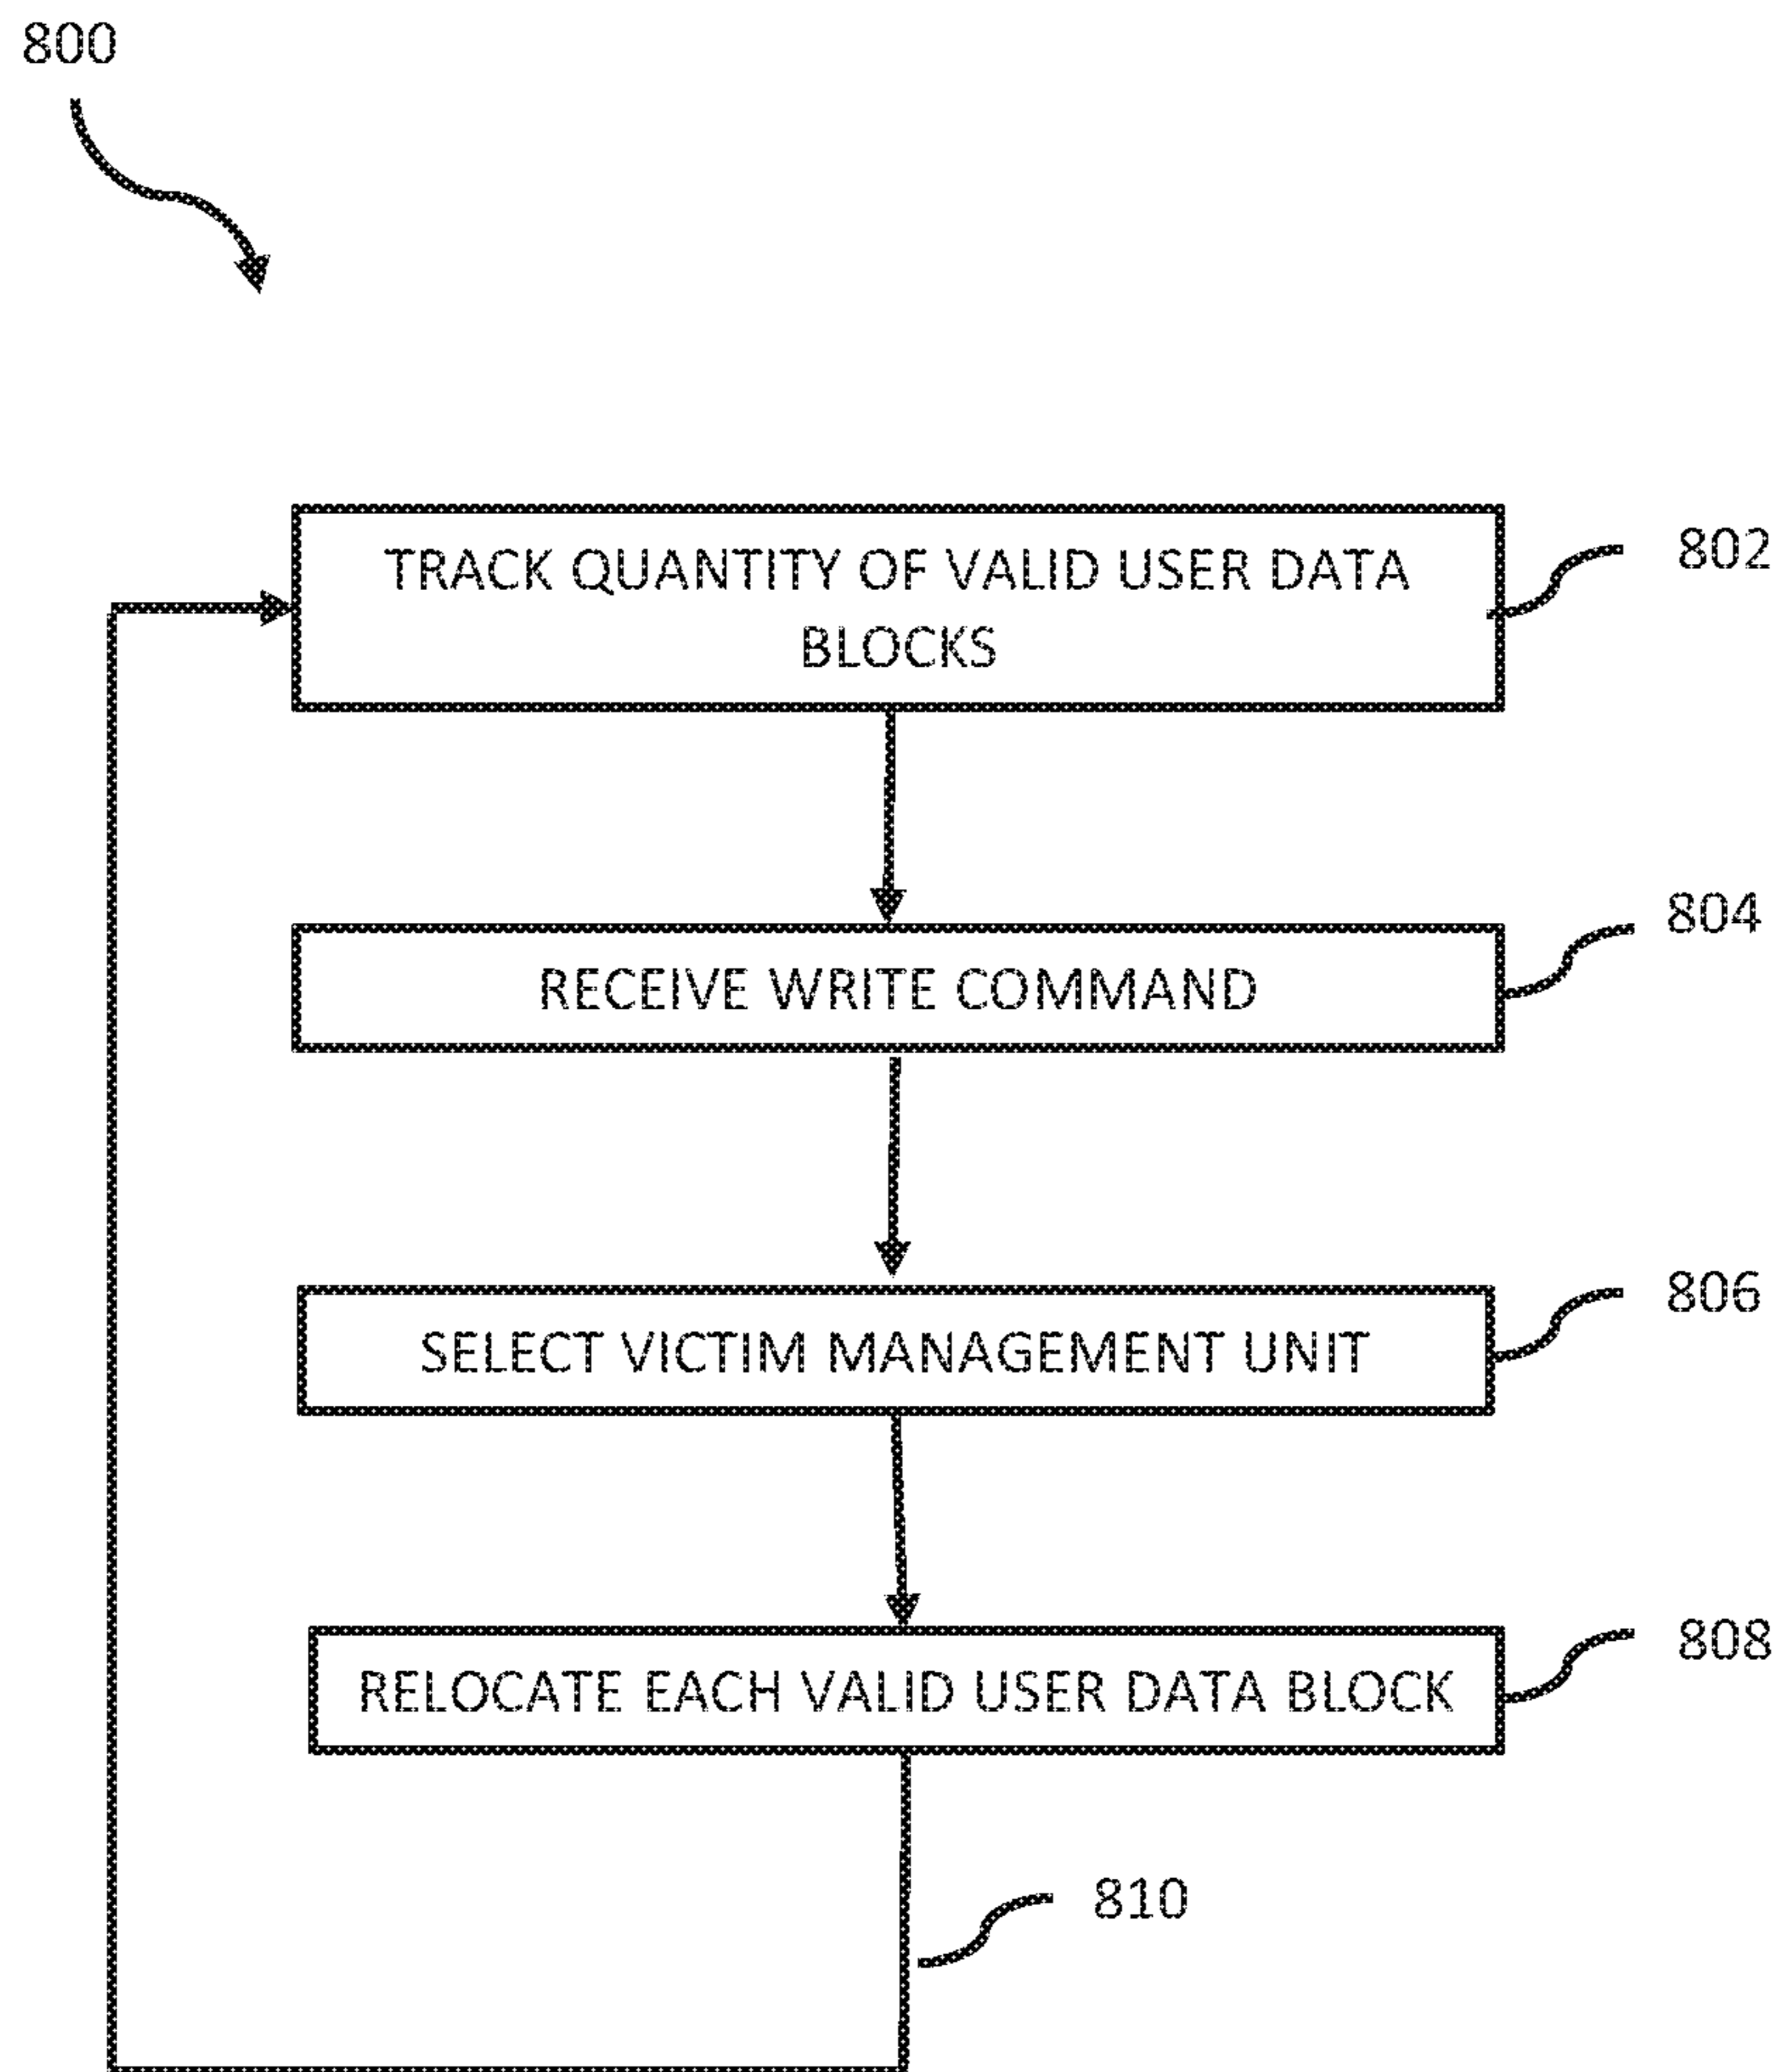 800
TRACK QUANTITY OF VALID USER DATA
BLOCKS
802
RECEIVE WRITE COMMAND
804
SELECT VICTIM MANAGEMENT UNIT
806
RELOCATE EACH VALID USER DATA BLOCK
808
810